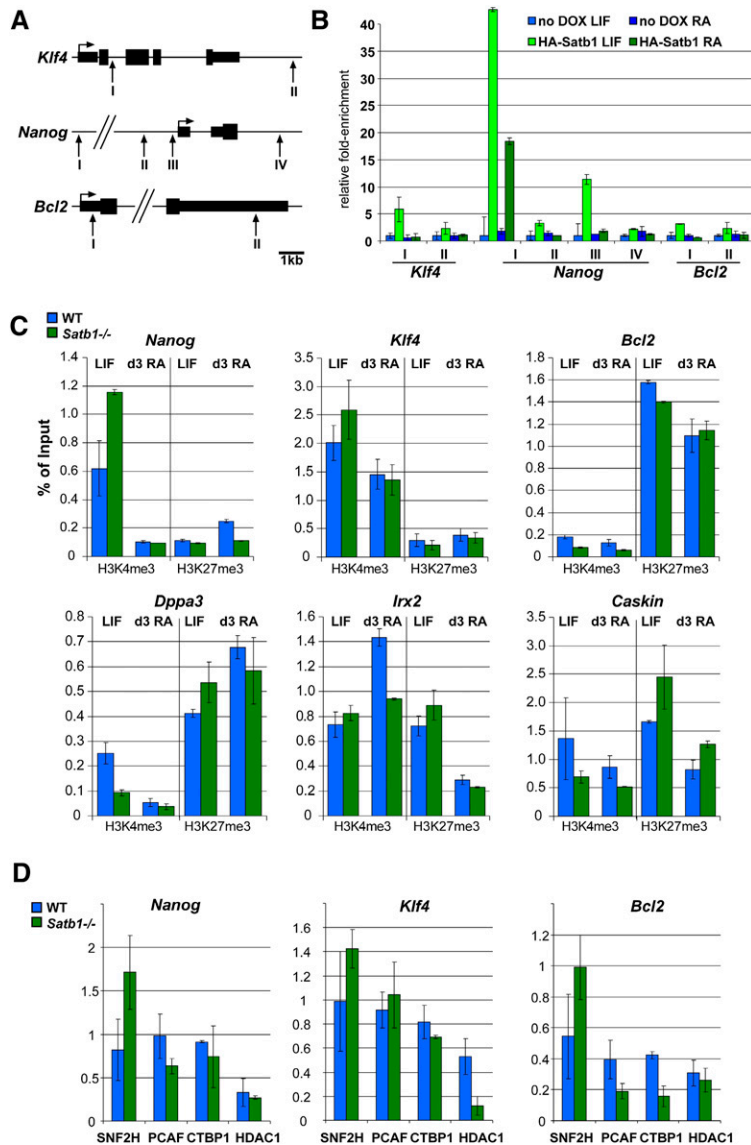 A
Klf4
I
II
Nanog
I
II
III
IV
Bcl2
I
II
1kb
B
no DOX LIF
no DOX RA
HA-Satb1 LIF
HA-Satb1 RA
relative fold-enrichment
40
35
30
25
20
15
10
5
0
I II I II III IV I II
Klf4 Nanog Bcl2
C
WT
Satb1-/-
% of Input
Nanog
LIF d3 RA LIF d3 RA
1.4
1.2
1.0
0.8
0.6
0.4
0.2
0
H3K4me3 H3K27me3
Klf4
LIF d3 RA LIF d3 RA
3.5
3.0
2.5
2.0
1.5
1.0
0.5
0
H3K4me3 H3K27me3
Bcl2
LIF d3 RA LIF d3 RA
1.8
1.6
1.4
1.2
1.0
0.8
0.6
0.4
0.2
0
H3K4me3 H3K27me3
Dppa3
LIF d3 RA LIF d3 RA
0.8
0.7
0.6
0.5
0.4
0.3
0.2
0.1
0
H3K4me3 H3K27me3
Irx2
LIF d3 RA LIF d3 RA
1.6
1.4
1.2
1.0
0.8
0.6
0.4
0.2
0
H3K4me3 H3K27me3
Caskin
LIF d3 RA LIF d3 RA
3.5
3.0
2.5
2.0
1.5
1.0
0.5
0
H3K4me3 H3K27me3
D
WT
Satb1-/-
Nanog
2
1.5
1
0.5
0
SNF2H PCAF CTBP1 HDAC1
Klf4
1.6
1.4
1.2
1
0.8
0.6
0.4
0.2
0
SNF2H PCAF CTBP1 HDAC1
Bcl2
1.2
1
0.8
0.6
0.4
0.2
0
SNF2H PCAF CTBP1 HDAC1